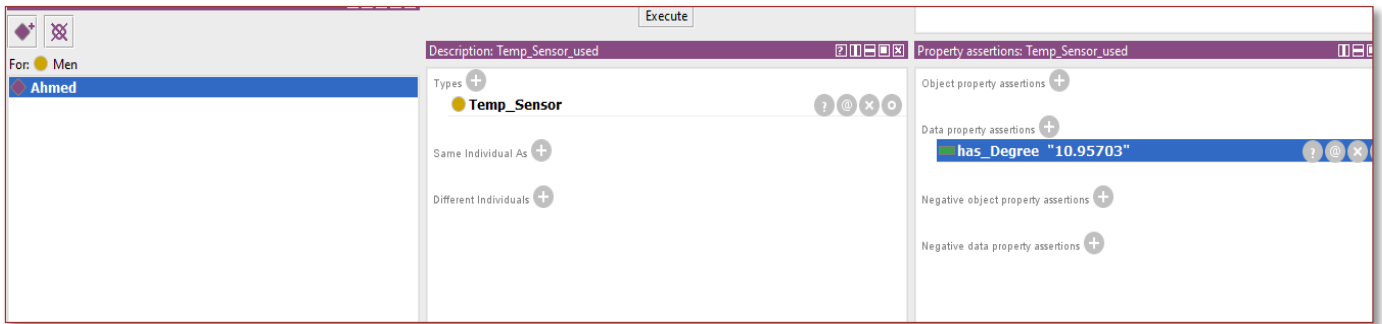 Execute
For: Men
Ahmed
Description: Temp_Sensor_used
Types
Temp_Sensor
Same Individual As
Different Individuals
Property assertions: Temp_Sensor_used
Object property assertions
Data property assertions
has_Degree "10.95703"
Negative object property assertions
Negative data property assertions